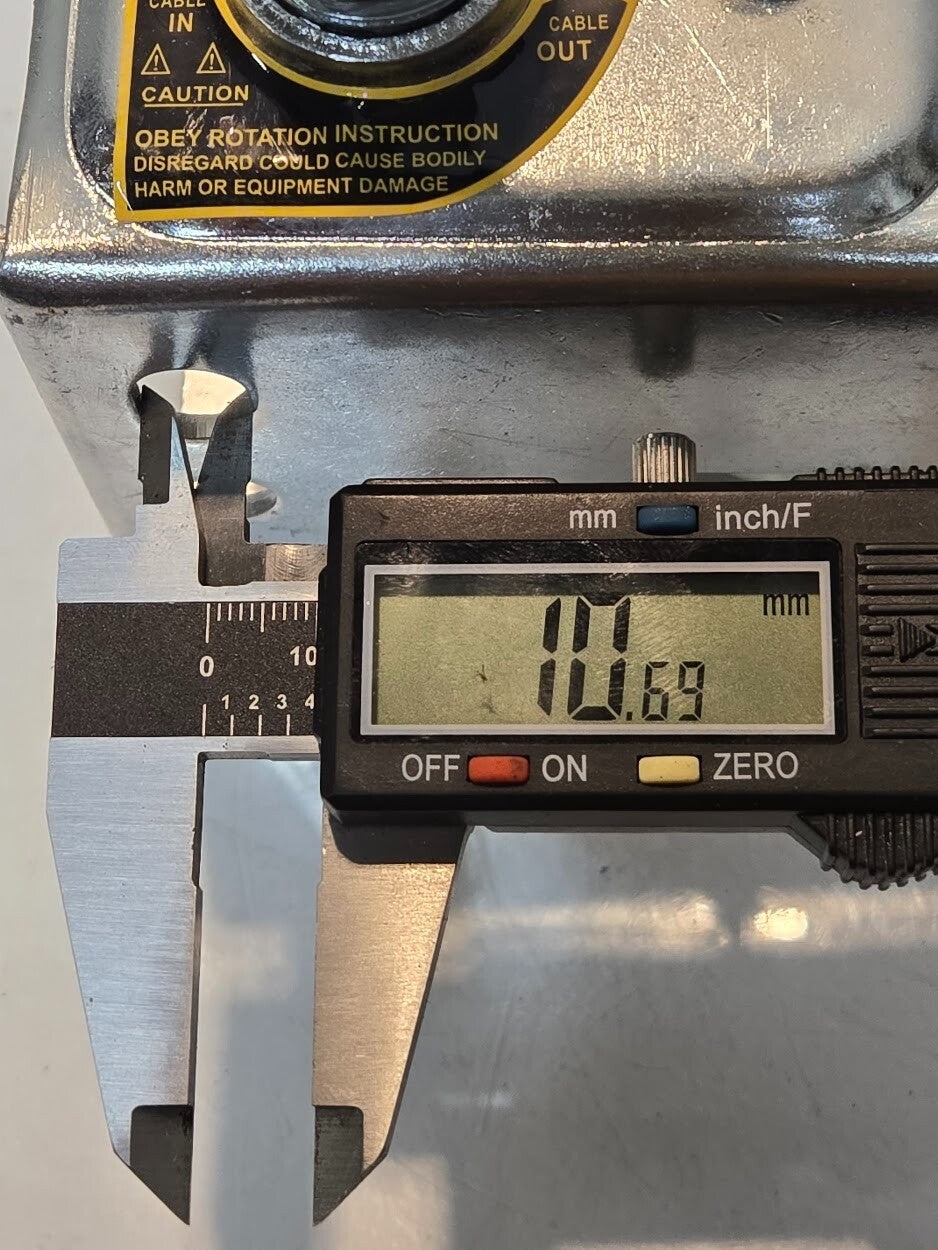 CABLE
IN
CABLE
OUT
CAUTION
OBEY ROTATION INSTRUCTION
DISREGARD COULD CAUSE BODILY
HARM OR EQUIPMENT DAMAGE
mm inch/F
mm
10.69
0 10
1 2 3 4
OFF ON ZERO